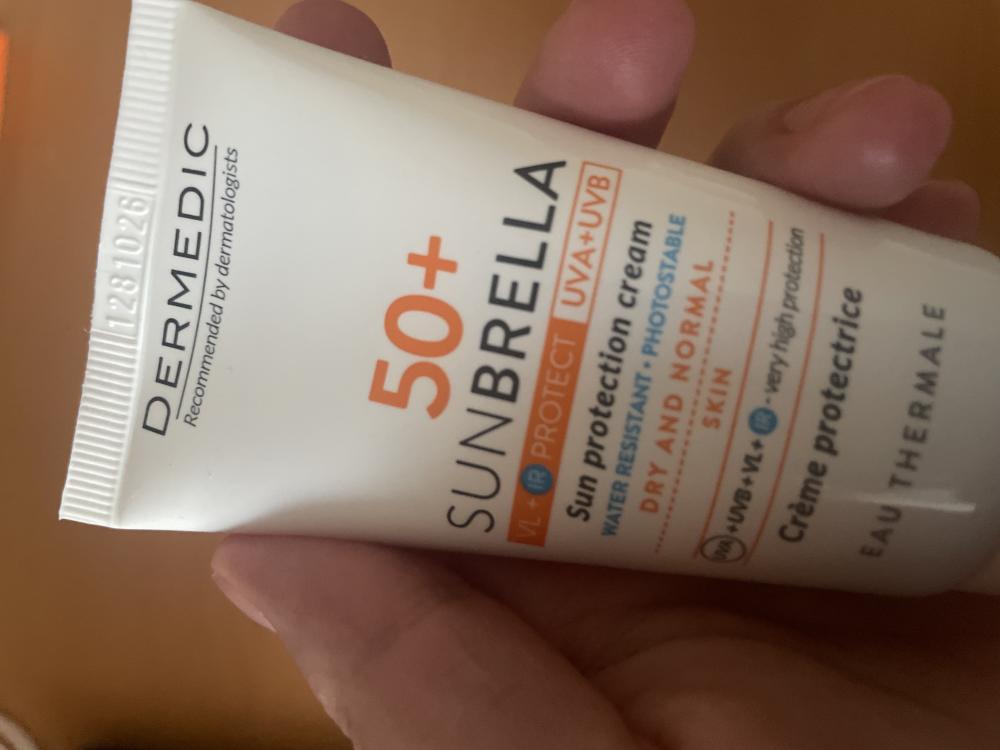 1281026
DERMEDIC
Recommended by dermatologists
50+
SUNBRELLA
VL + IR PROTECT UVA+UVB
Sun protection cream
WATER RESISTANT • PHOTOSTABLE
DRY AND NORMAL
SKIN
UVA+UVB+VL+IR - very high protection
Crème protectrice
EAU THERMALE